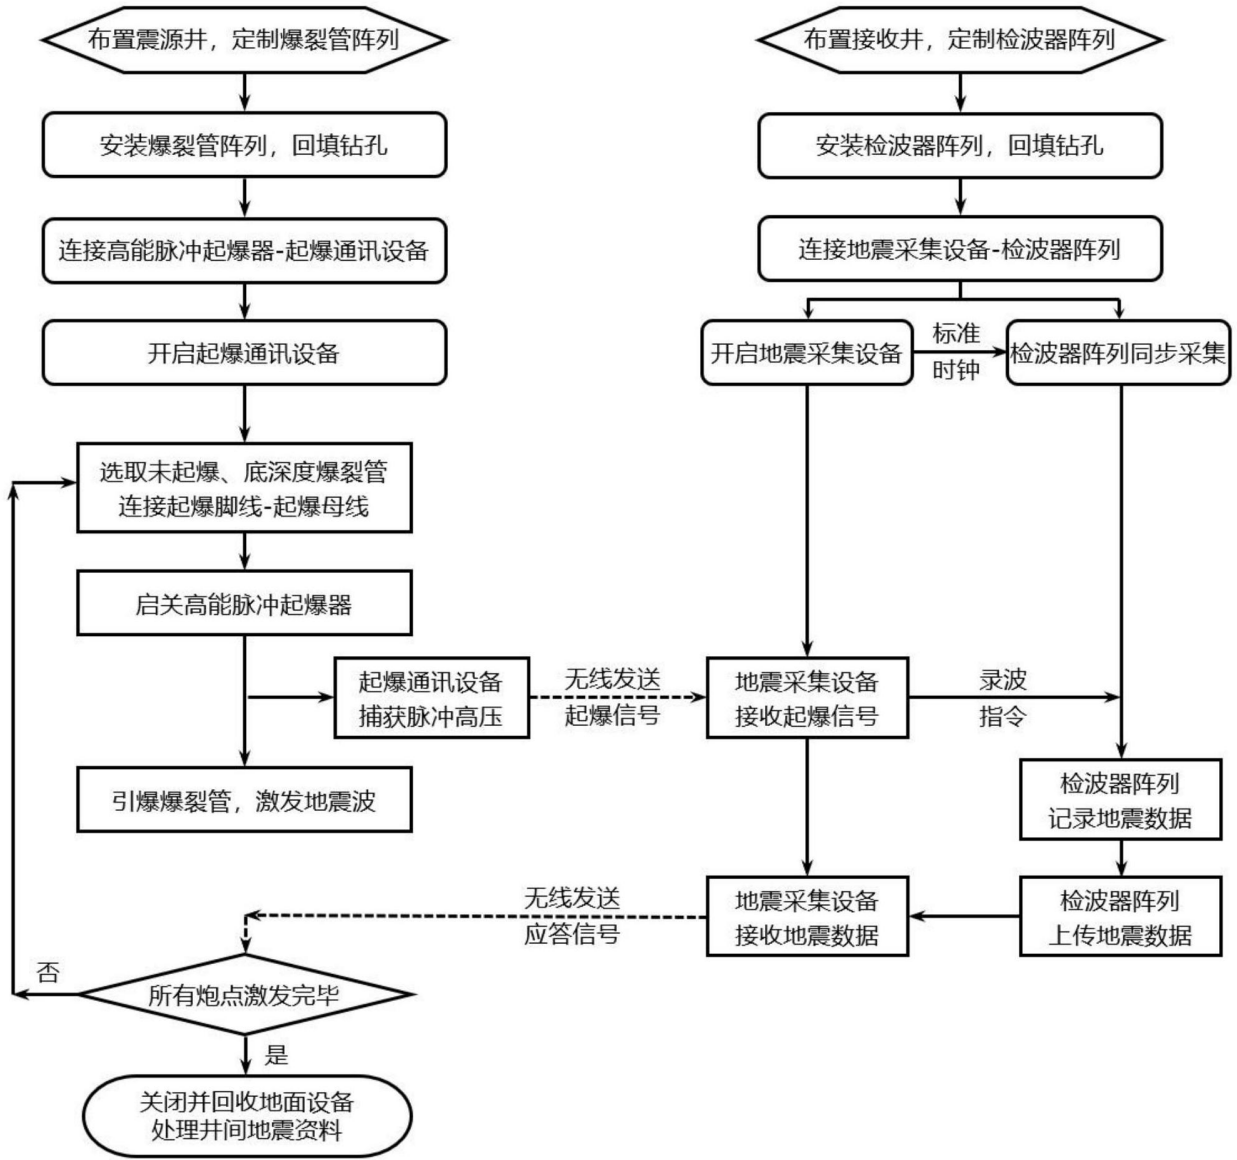 布置震源井，定制爆裂管阵列
安装爆裂管阵列，回填钻孔
连接高能脉冲起爆器-起爆通讯设备
开启起爆通讯设备
选取未起爆、底深度爆裂管
连接起爆脚线-起爆母线
启关高能脉冲起爆器
起爆通讯设备
捕获脉冲高压
引爆爆裂管，激发地震波
无线发送
起爆信号
布置接收井，定制检波器阵列
安装检波器阵列，回填钻孔
连接地震采集设备-检波器阵列
开启地震采集设备
标准
时钟
检波器阵列同步采集
地震采集设备
接收起爆信号
录波
指令
检波器阵列
记录地震数据
检波器阵列
上传地震数据
地震采集设备
接收地震数据
无线发送
应答信号
所有炮点激发完毕
否
是
关闭并回收地面设备
处理井间地震资料